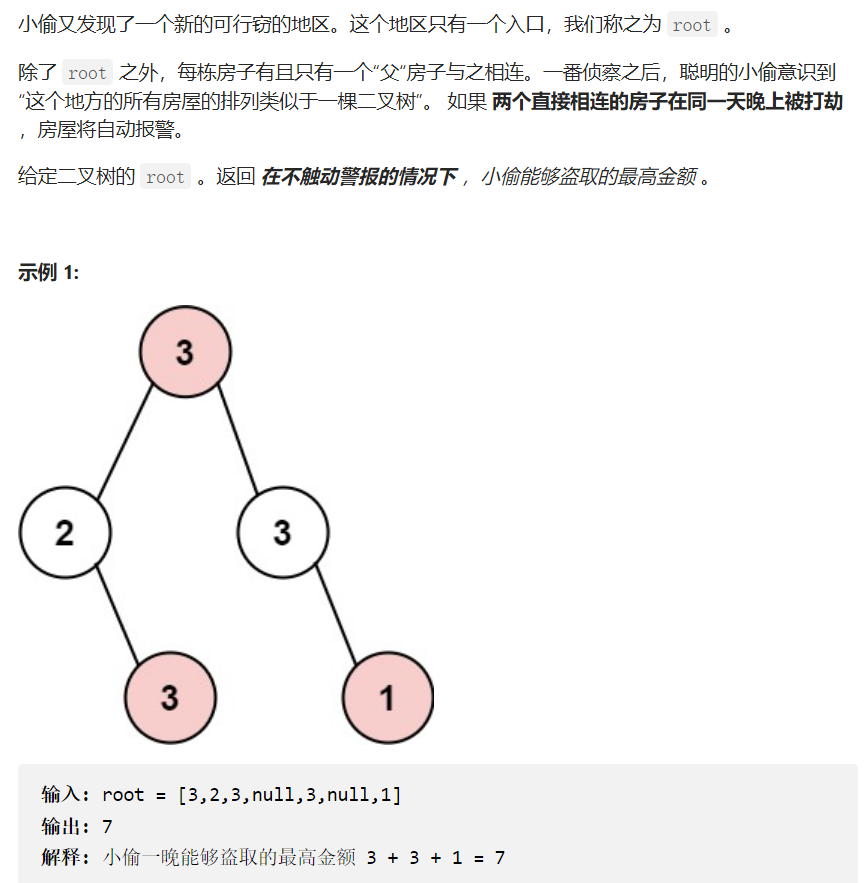 小偷又发现了一个新的可行窃的地区。这个地区只有一个入口，我们称之为 root 。
除了 root 之外，每栋房子有且只有一个“父“房子与之相连。一番侦察之后，聪明的小偷意识到
“这个地方的所有房屋的排列类似于一棵二叉树”。 如果 两个直接相连的房子在同一天晚上被打劫
，房屋将自动报警。
给定二叉树的 root 。返回 在不触动警报的情况下 ，小偷能够盗取的最高金额 。
示例 1:
3
2
3
3
1
输入: root = [3,2,3,null,3,null,1]
输出: 7
解释: 小偷一晚能够盗取的最高金额 3 + 3 + 1 = 7